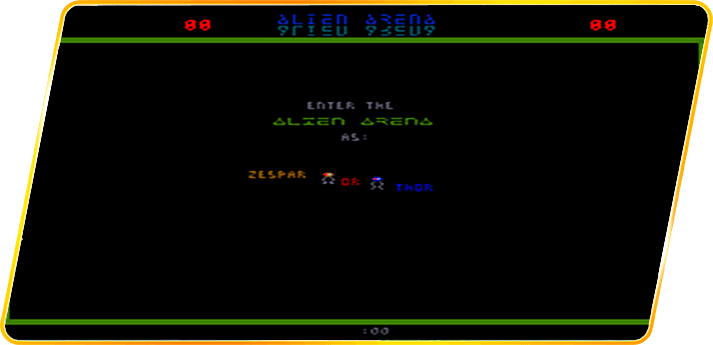 00 ALIEN ARENA 00
ENTER THE
ALIEN ARENA
AS:
ZESPAR OR THOR
:00